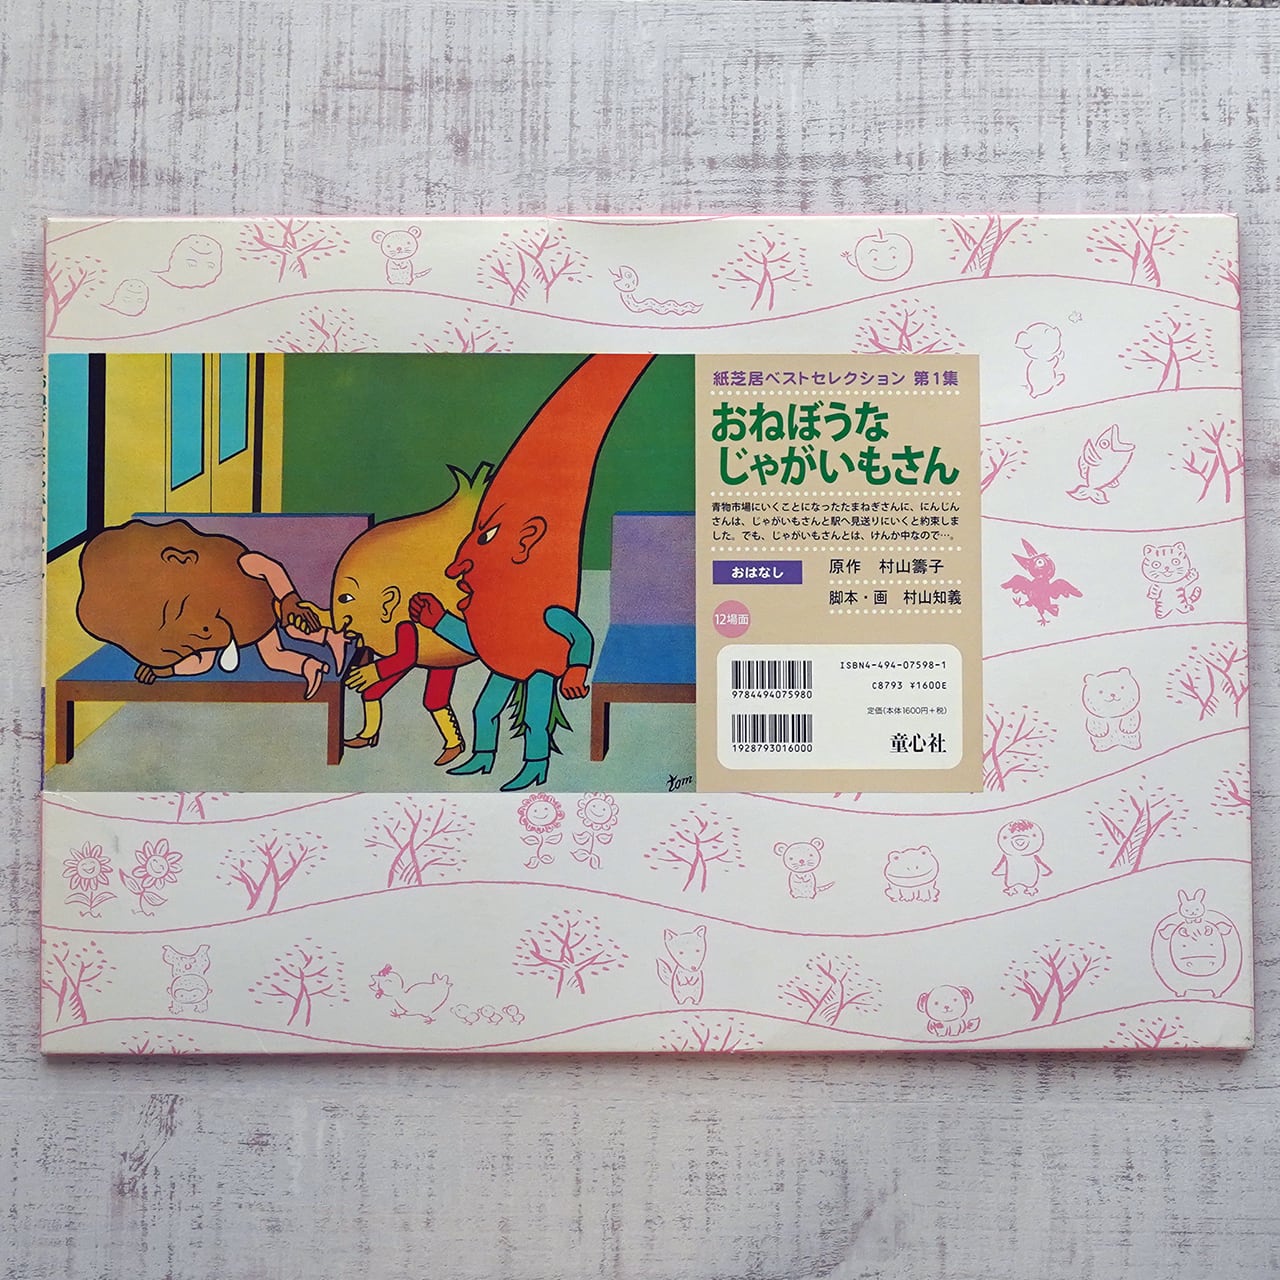 紙芝居ベストセレクション 第1集
おねぼうな
じゃがいもさん
青物市場にいくことになったたまねぎさんに、にんじん
さんは、じゃがいもさんと駅へ見送りにいくと約束しま
した。でも、じゃがいもさんとは、けんか中なので…。
おはなし
原作 村山籌子
脚本・画 村山知義
12場面
ISBN4-494-07598-1
C8793 ¥1600E
9784494075980
定価(本体1600円+税)
1928793016000
童心社
tom